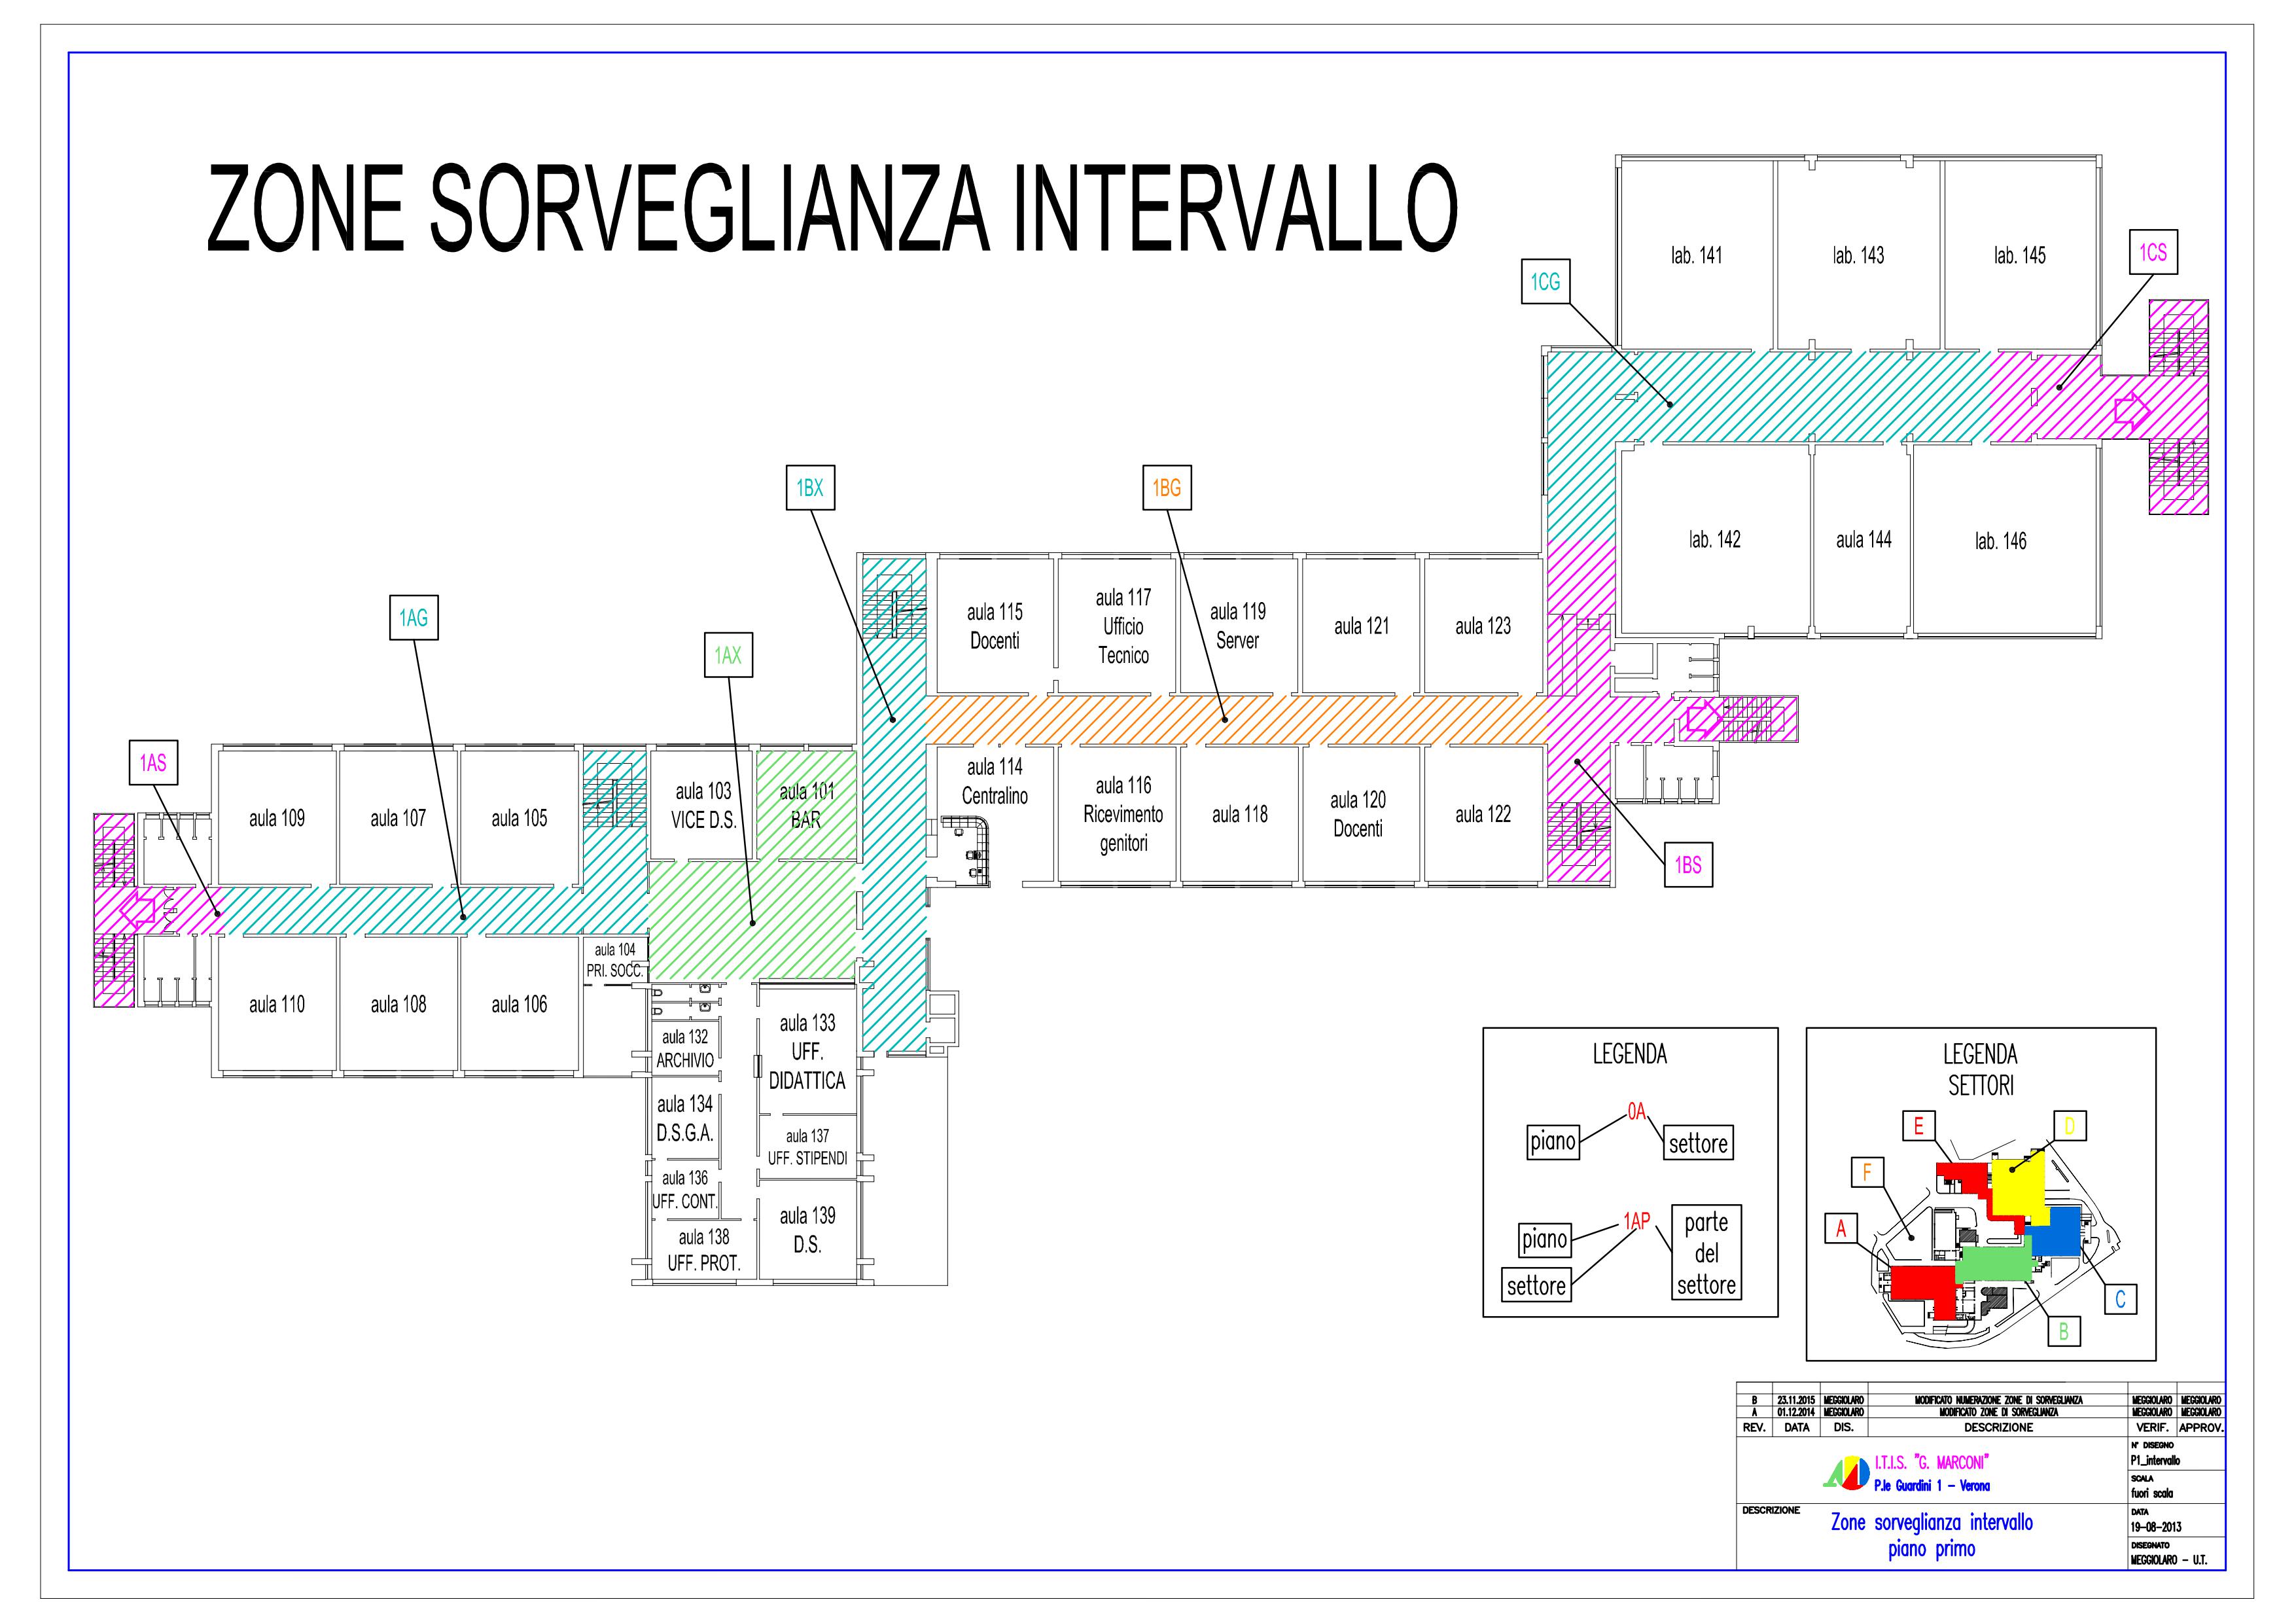 ZONE SORVEGLIANZA INTERVALLO
lab. 141
lab. 143
lab. 145
1CS
1CG
1BX
1BG
lab. 142
aula 144
lab. 146
1AG
1AX
aula 115
Docenti
aula 117
Ufficio
Tecnico
aula 119
Server
aula 121
aula 123
1AS
aula 109
aula 107
aula 105
aula 103
VICE D.S.
aula 101
BAR
aula 114
Centralino
aula 116
Ricevimento
genitori
aula 118
aula 120
Docenti
aula 122
1BS
aula 110
aula 108
aula 106
aula 104
PRI. SOCC.
aula 132
ARCHIVIO
aula 133
UFF.
DIDATTICA
aula 134
D.S.G.A.
aula 137
UFF. STIPENDI
aula 136
UFF. CONT.
aula 138
UFF. PROT.
aula 139
D.S.
LEGENDA
0A
piano
settore
1AP
piano
settore
parte
del
settore
LEGENDA
SETTORI
E
D
F
A
C
B
B 23.11.2015 MEGGIOLARO MODIFICATO NUMERAZIONE ZONE DI SORVEGLIANZA MEGGIOLARO MEGGIOLARO
A 01.12.2014 MEGGIOLARO MODIFICATO ZONE DI SORVEGLIANZA MEGGIOLARO MEGGIOLARO
REV. DATA DIS. DESCRIZIONE VERIF. APPROV.
I.T.I.S. "G. MARCONI"
P.le Guardini 1 - Verona
N° DISEGNO
P1_intervallo
SCALA
fuori scala
DESCRIZIONE
Zone sorveglianza intervallo
piano primo
DATA
19-08-2013
DISEGNATO
MEGGIOLARO - U.T.